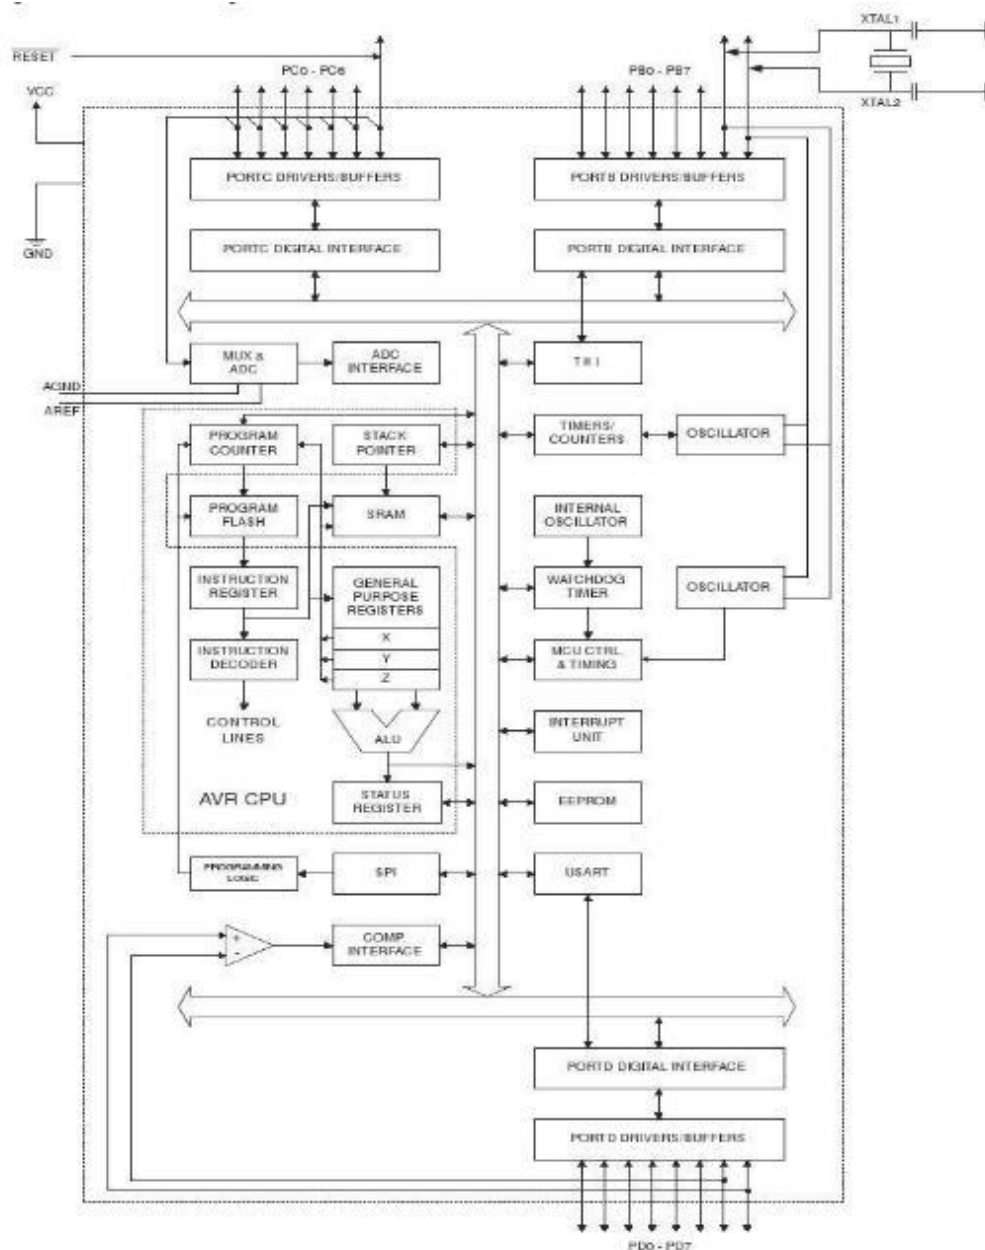 XTAL1
RESET
PC0 - PC6
PB0 - PB7
VCC
XTAL2
PORTC DRIVERS/BUFFERS
PORTB DRIVERS/BUFFERS
GND
PORTC DIGITAL INTERFACE
PORTB DIGITAL INTERFACE
MUX &
ADC
ADC
INTERFACE
AGND
AREF
PROGRAM
COUNTER
STACK
POINTER
TIMERS/
COUNTERS
OSCILLATOR
PROGRAM
FLASH
SRAM
INTERNAL
OSCILLATOR
INSTRUCTION
REGISTER
GENERAL
PURPOSE
REGISTERS
WATCHDOG
TIMER
OSCILLATOR
X
INSTRUCTION
DECODER
Y
MCU CTRL.
& TIMING
Z
CONTROL
LINES
ALU
INTERRUPT
UNIT
AVR CPU
STATUS
REGISTER
EEPROM
PROGRAMMING
LOGIC
SPI
USART
+
-
COMP.
INTERFACE
PORTD DIGITAL INTERFACE
PORTD DRIVERS/BUFFERS
PD0 - PD7